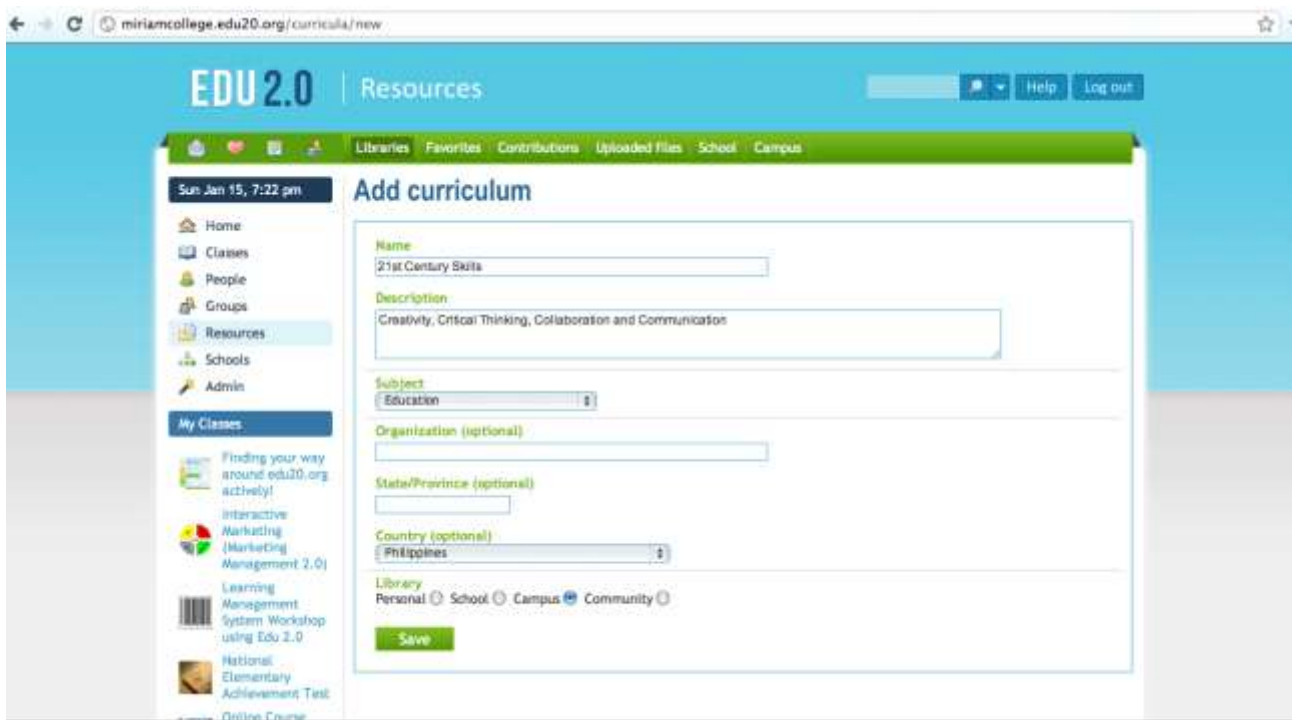 miriamcollege.edu20.org/curricula/new
EDU 2.0 Resources
Help Log out
Libraries Favorites Contributions Uploaded files School Campus
Sun Jan 15, 7:22 pm
Home
Classes
People
Groups
Resources
Schools
Admin
My Classes
Finding your way
around edu20.org
actively!
Interactive
Marketing
(Marketing
Management 2.0)
Learning
Management
System Workshop
using Edu 2.0
National
Elementary
Achievement Test
Online Course
Add curriculum
Name
21st Century Skills
Description
Creativity, Critical Thinking, Collaboration and Communication
Subject
Education
Organization (optional)
State/Province (optional)
Country (optional)
Philippines
Library
Personal School Campus Community
Save